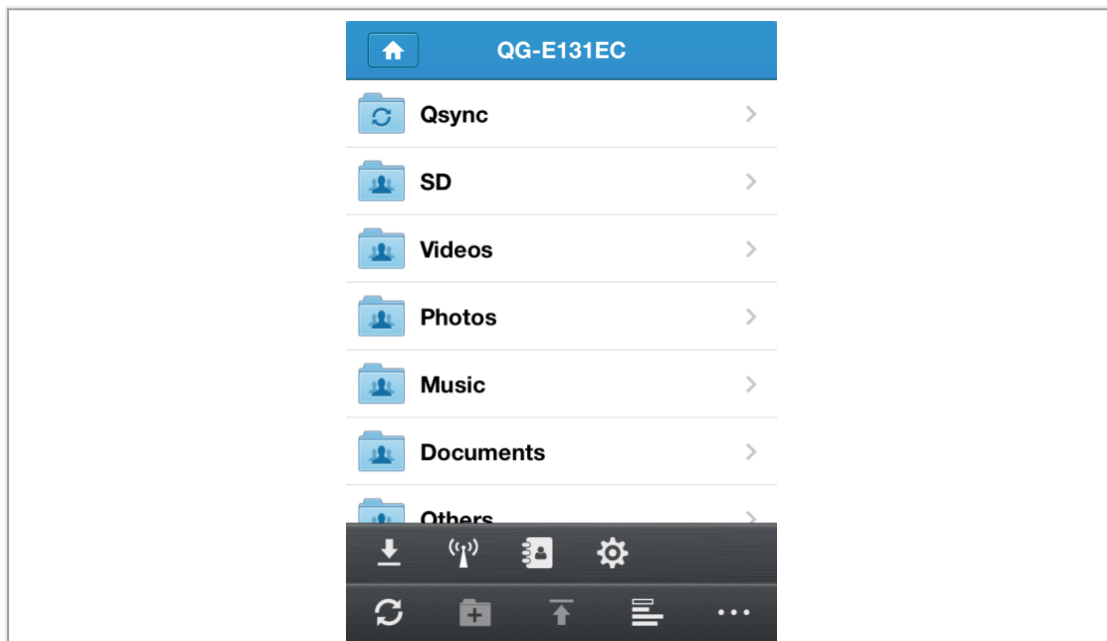 QG-E131EC
Qsync
SD
Videos
Photos
Music
Documents
Others